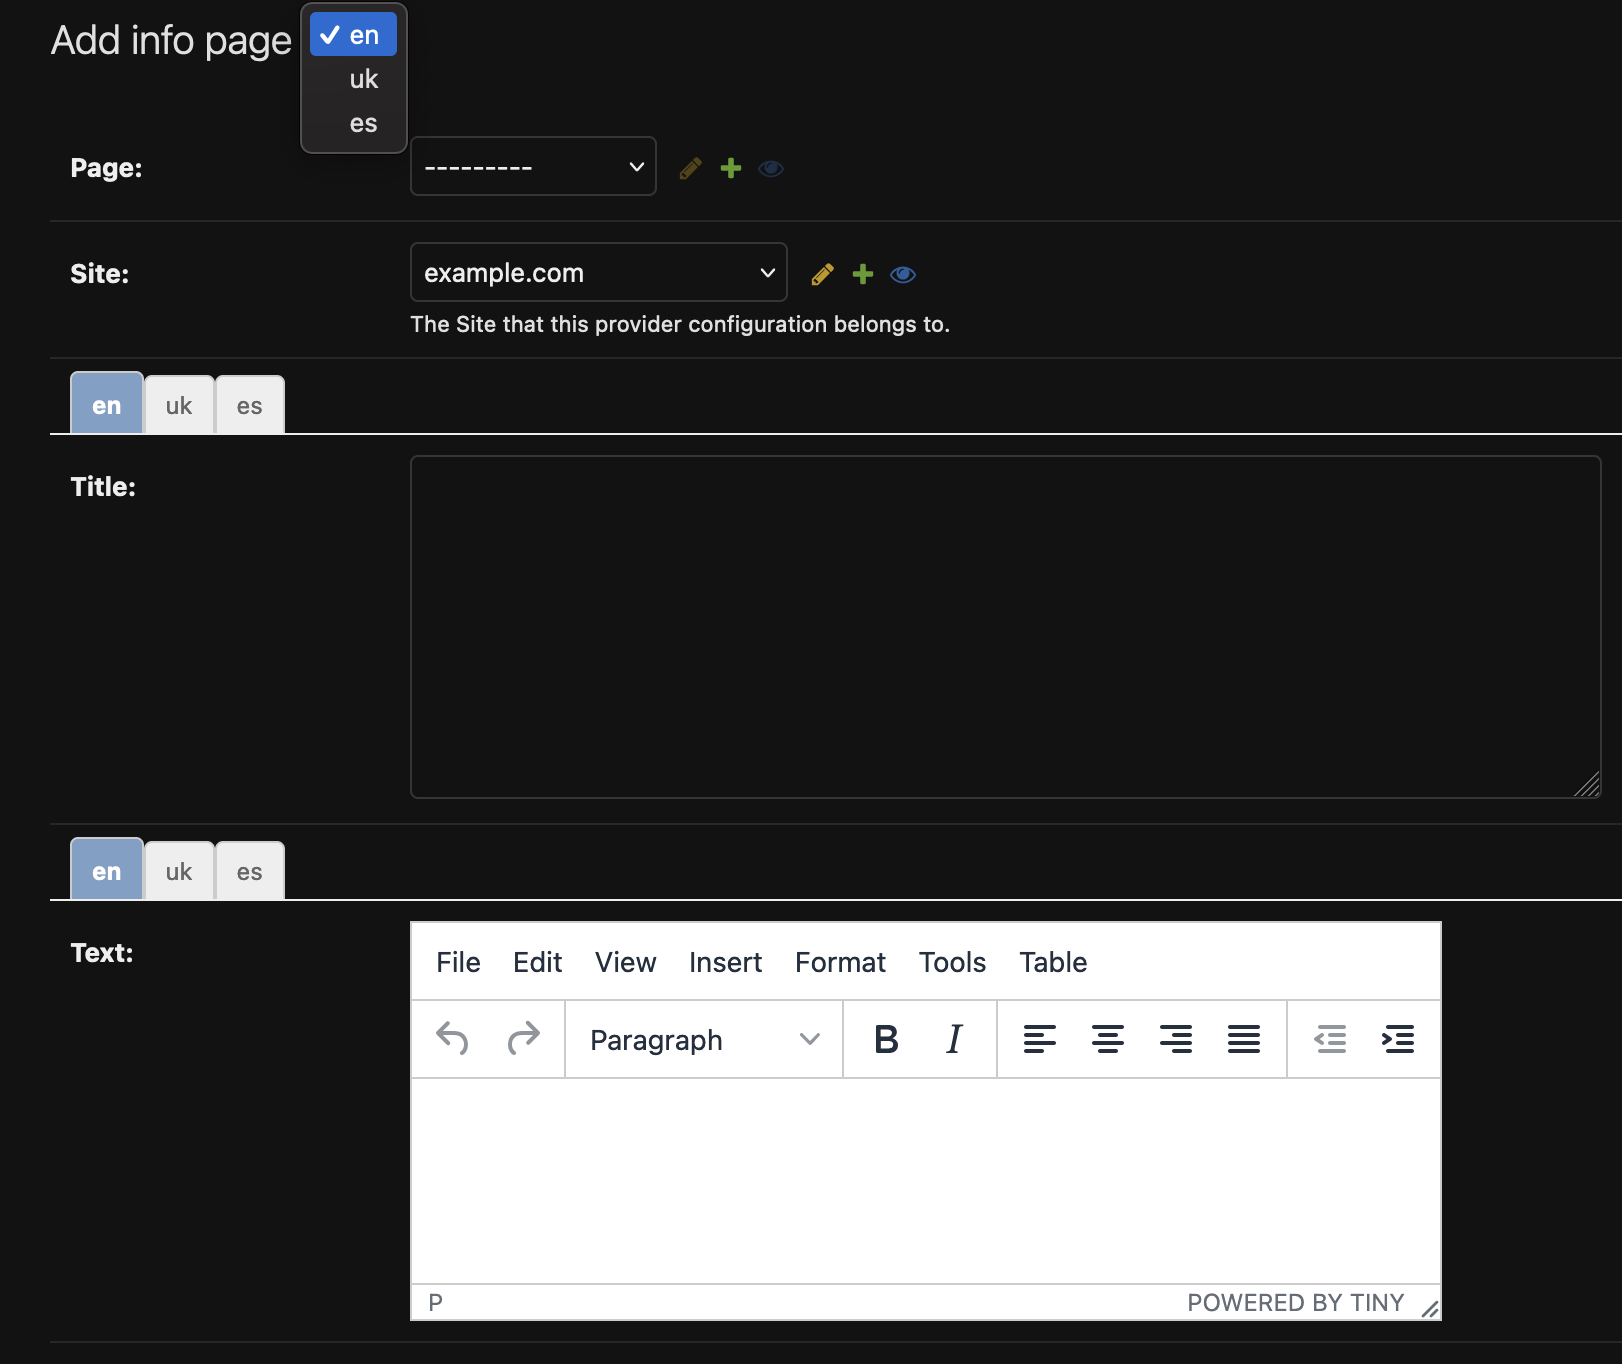 Add info page
en
uk
es
Page: ---------
Site: example.com
The Site that this provider configuration belongs to.
en uk es
Title:
en uk es
Text:
File Edit View Insert Format Tools Table
Paragraph B I
P POWERED BY TINY